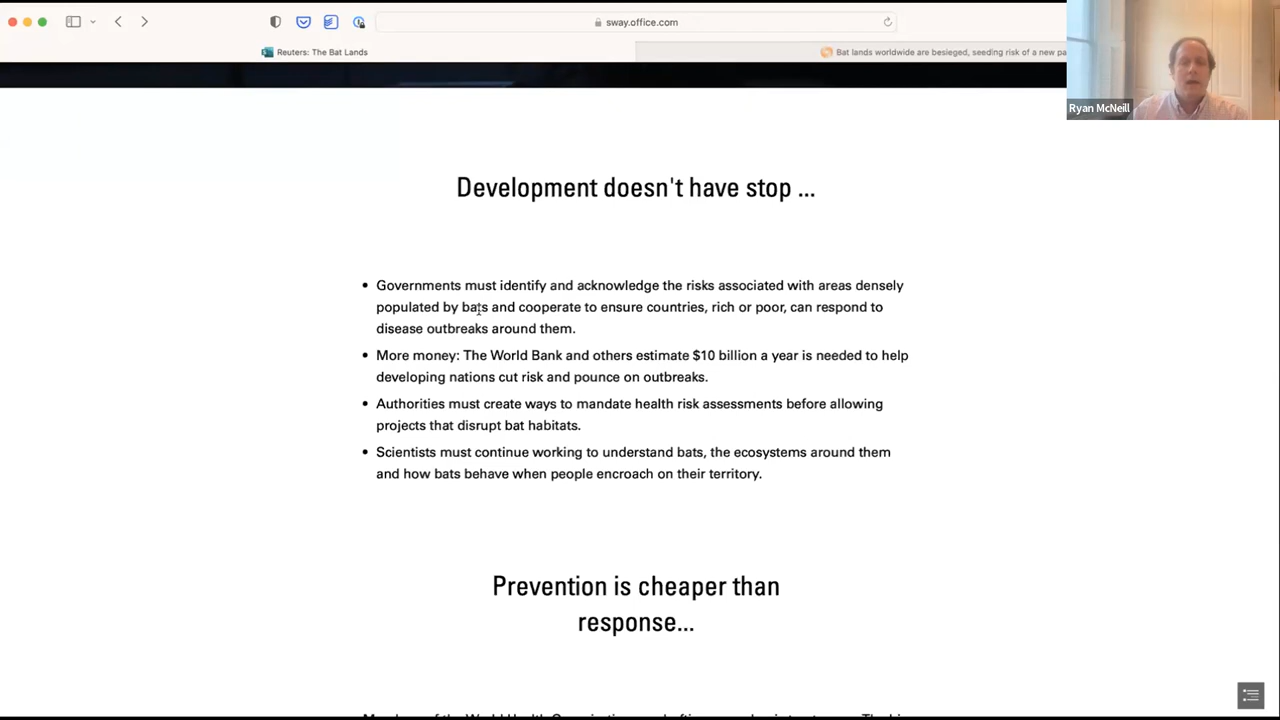 sway.office.com
Reuters: The Bat Lands
Bat lands worldwide are besieged, seeding risk of a new pa
Ryan McNeill
Development doesn't have stop ...
• Governments must identify and acknowledge the risks associated with areas densely
populated by bats and cooperate to ensure countries, rich or poor, can respond to
disease outbreaks around them.
• More money: The World Bank and others estimate $10 billion a year is needed to help
developing nations cut risk and pounce on outbreaks.
• Authorities must create ways to mandate health risk assessments before allowing
projects that disrupt bat habitats.
• Scientists must continue working to understand bats, the ecosystems around them
and how bats behave when people encroach on their territory.
Prevention is cheaper than
response...